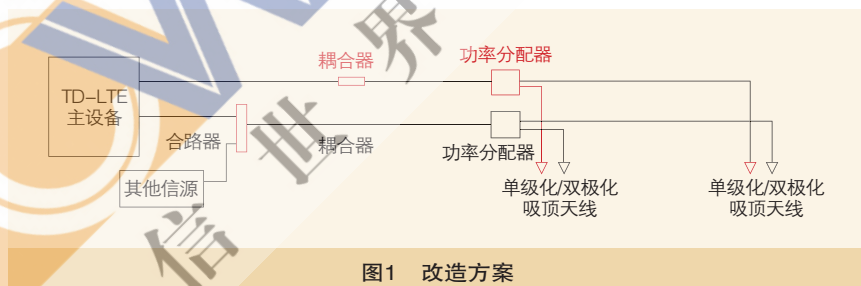 耦合器
功率分配器
TD-LTE
主设备
合路器
耦合器
功率分配器
其他信源
单级化/双极化
吸顶天线
单级化/双极化
吸顶天线
信世界
图1 改造方案